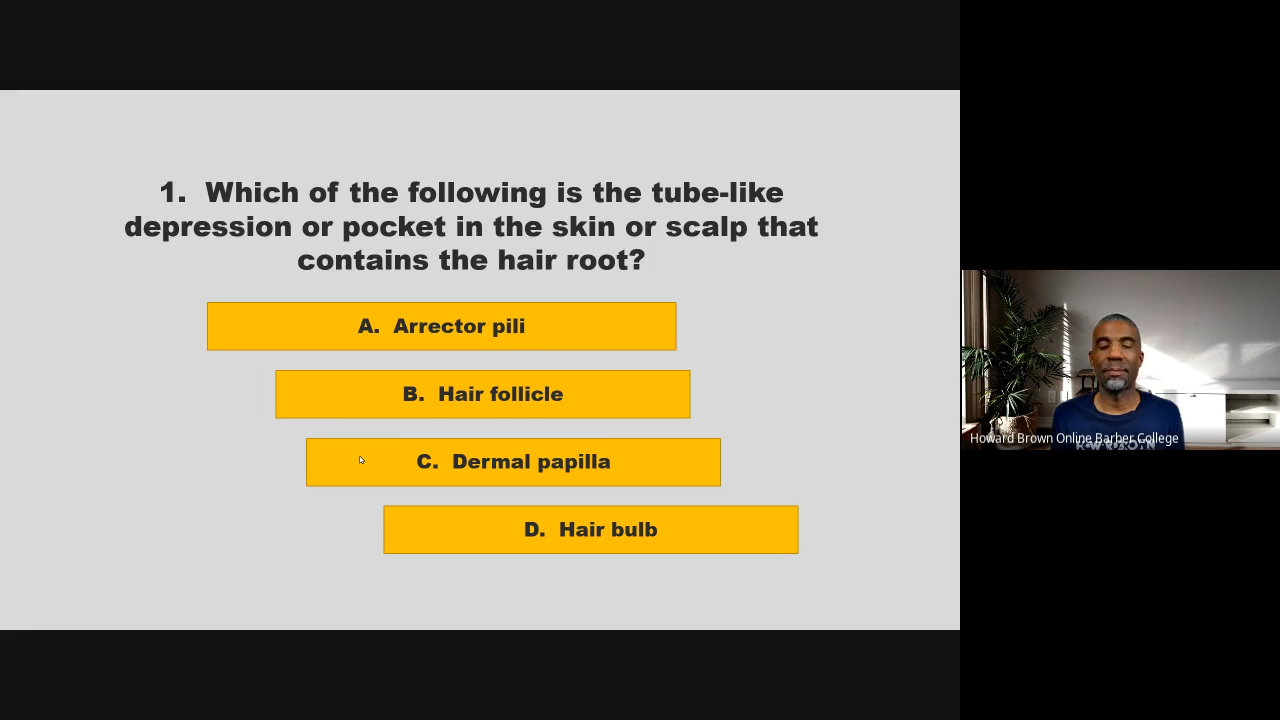 1. Which of the following is the tube-like
depression or pocket in the skin or scalp that
contains the hair root?
A. Arrector pili
B. Hair follicle
C. Dermal papilla
D. Hair bulb
Howard Brown Online Barber College